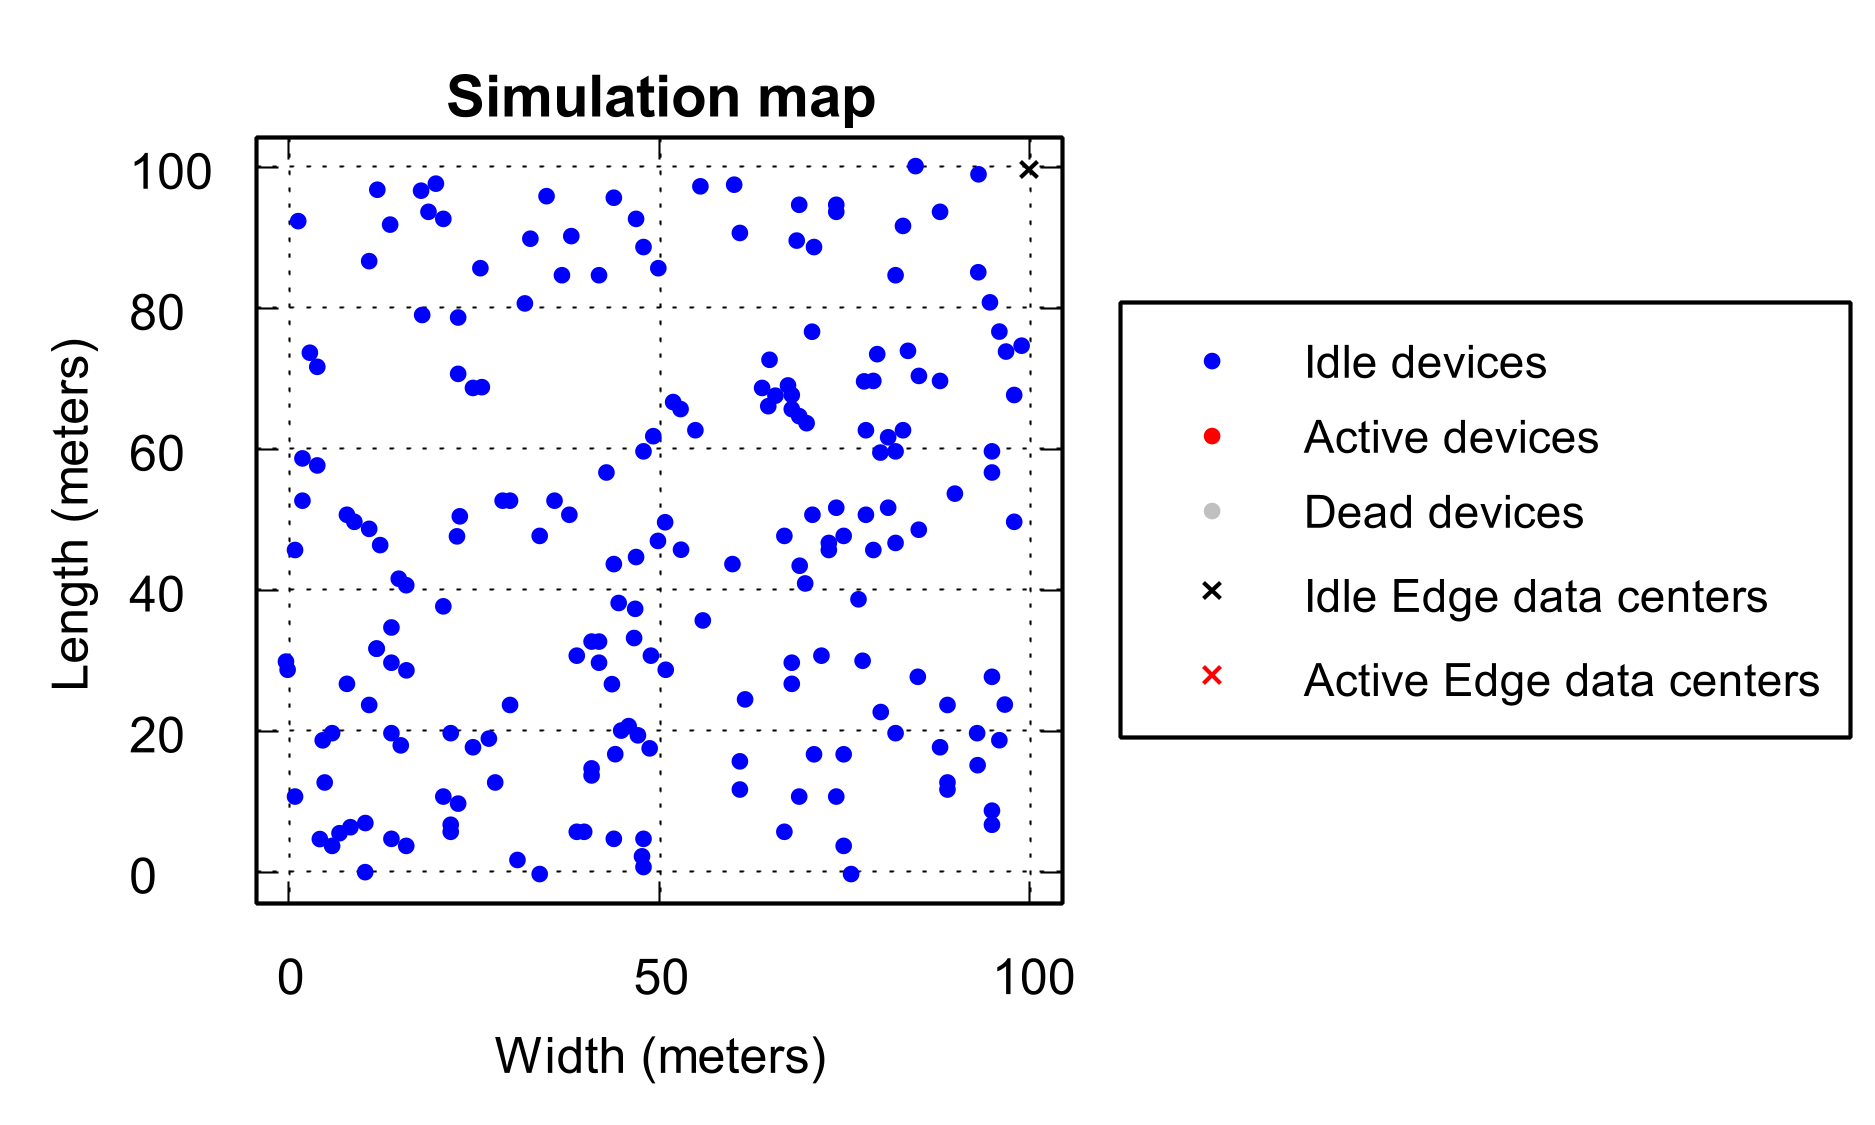 Simulation map
100
80
60
40
20
0
Length (meters)
0 50 100
Width (meters)
Idle devices
Active devices
Dead devices
Idle Edge data centers
Active Edge data centers